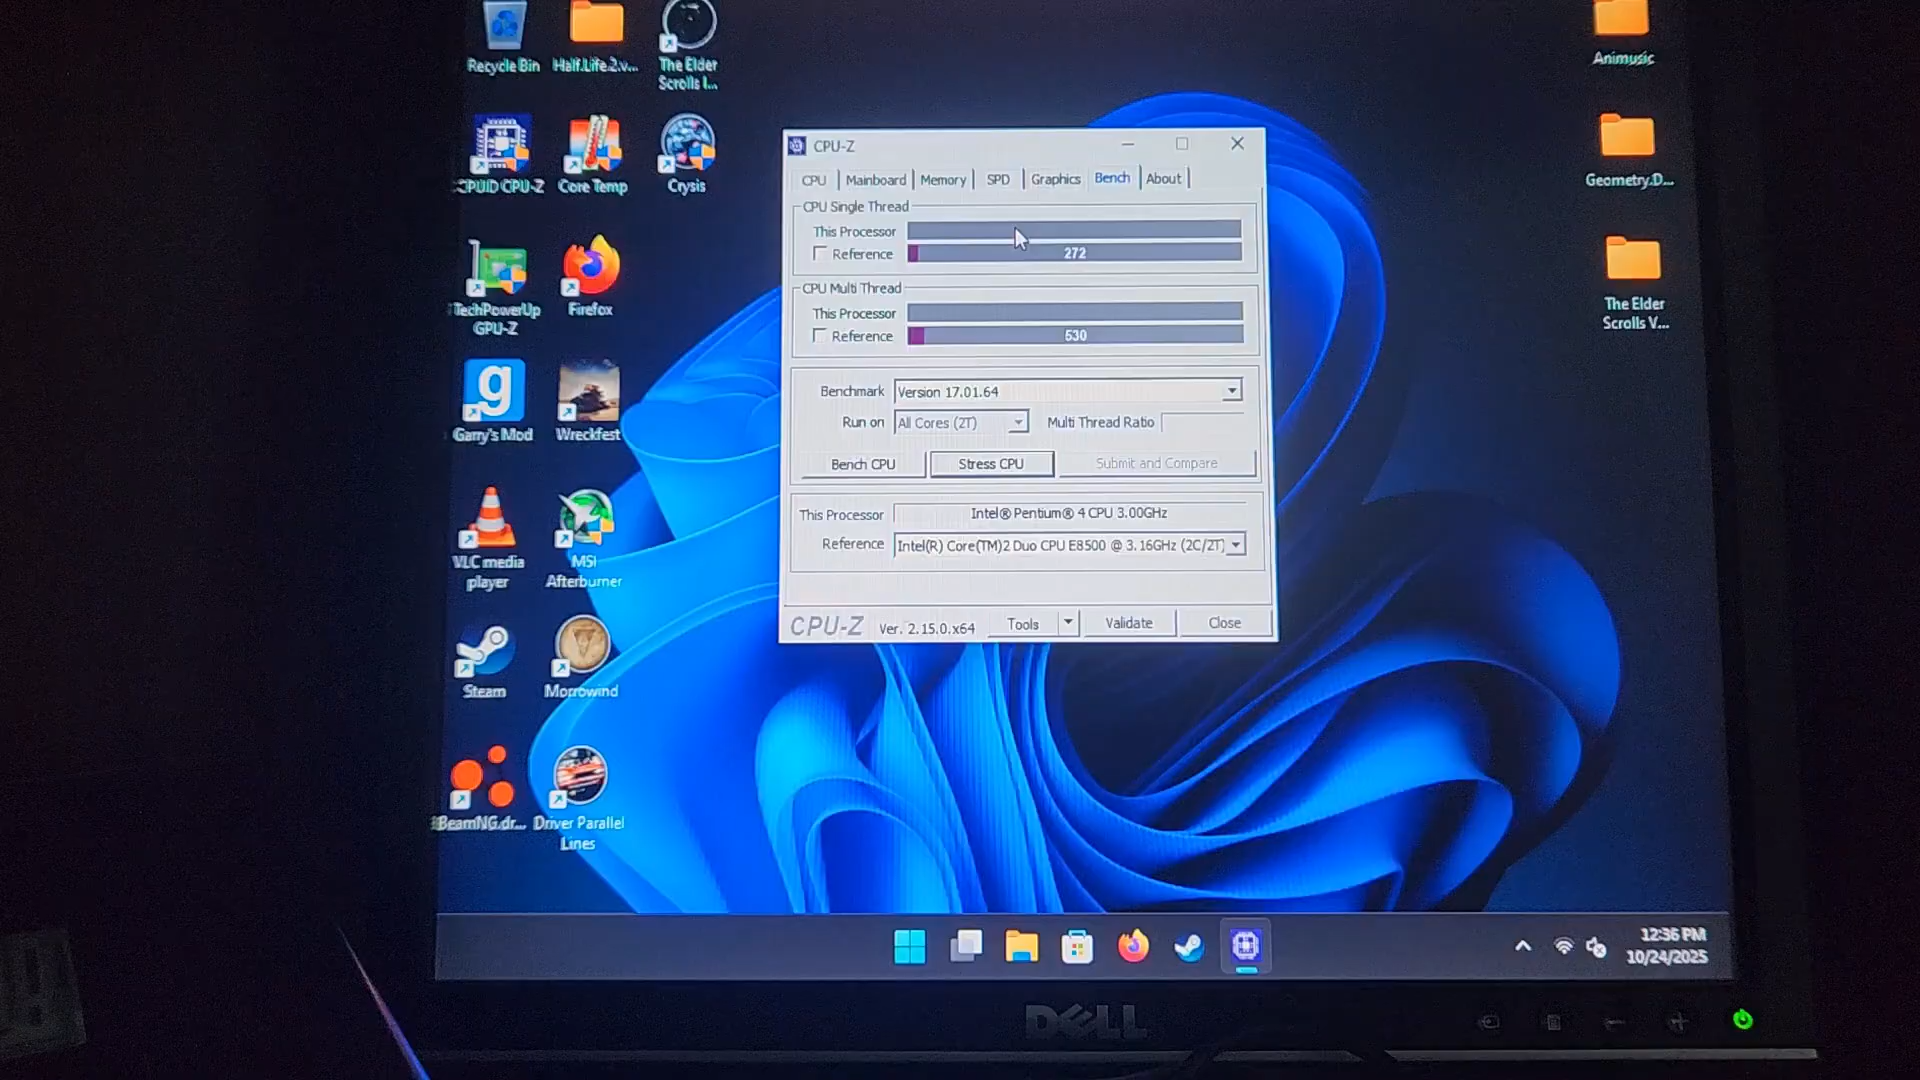 Recycle Bin
Half.Life.2.v...
The Elder
Scrolls I...
CPUID CPU-Z
Core Temp
Crysis
TechPowerUp
GPU-Z
Firefox
g
Garry's Mod
Wreckfest
VLC media
player
MSI
Afterburner
Steam
Morrowind
BeamNG.dr...
Driver Parallel
Lines
Animusic
Geometry.D...
The Elder
Scrolls V...
CPU-Z
CPU Mainboard Memory SPD Graphics Bench About
CPU Single Thread
This Processor
Reference 272
CPU Multi Thread
This Processor
Reference 530
Benchmark Version 17.01.64
Run on All Cores (2T) Multi Thread Ratio
Bench CPU Stress CPU Submit and Compare
This Processor Intel® Pentium® 4 CPU 3.00GHz
Reference Intel(R) Core(TM)2 Duo CPU E8500 @ 3.16GHz (2C/2T)
CPU-Z Ver. 2.15.0.x64 Tools Validate Close
12:36 PM
10/24/2025
DELL